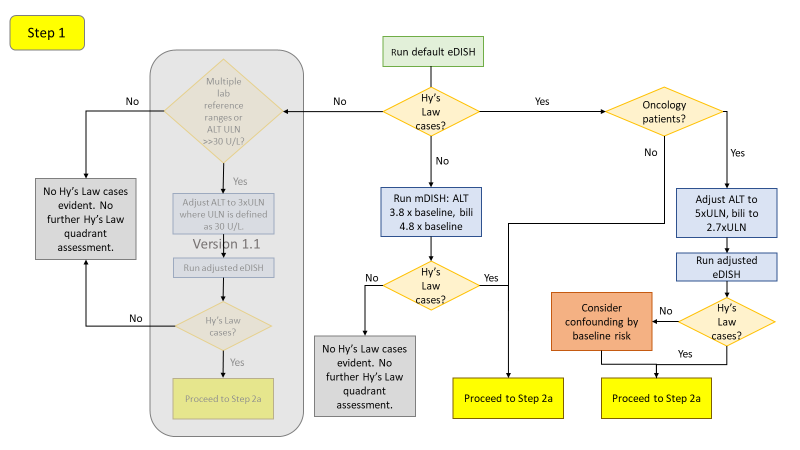 Step 1
Run default eDISH
Multiple
lab
reference
ranges or
ALT ULN
>>30 U/L?
No
No
Hy's
Law
cases?
Yes
Oncology
patients?
No
No
Yes
Yes
No Hy's Law cases
evident. No
further Hy's Law
quadrant
assessment.
Adjust ALT to 3xULN
where ULN is defined
as 30 U/L.
Version 1.1
Run adjusted eDISH
Run mDISH: ALT
3.8 x baseline, bili
4.8 x baseline
Adjust ALT to
5xULN, bili to
2.7xULN
Run adjusted
eDISH
No
Hy's
Law
cases?
Yes
Consider
confounding by
baseline risk
No
Hy's
Law
cases?
No
Hy's Law
cases?
Yes
Yes
No Hy's Law cases
evident. No
further Hy's Law
quadrant
assessment.
Proceed to Step 2a
Proceed to Step 2a
Proceed to Step 2a